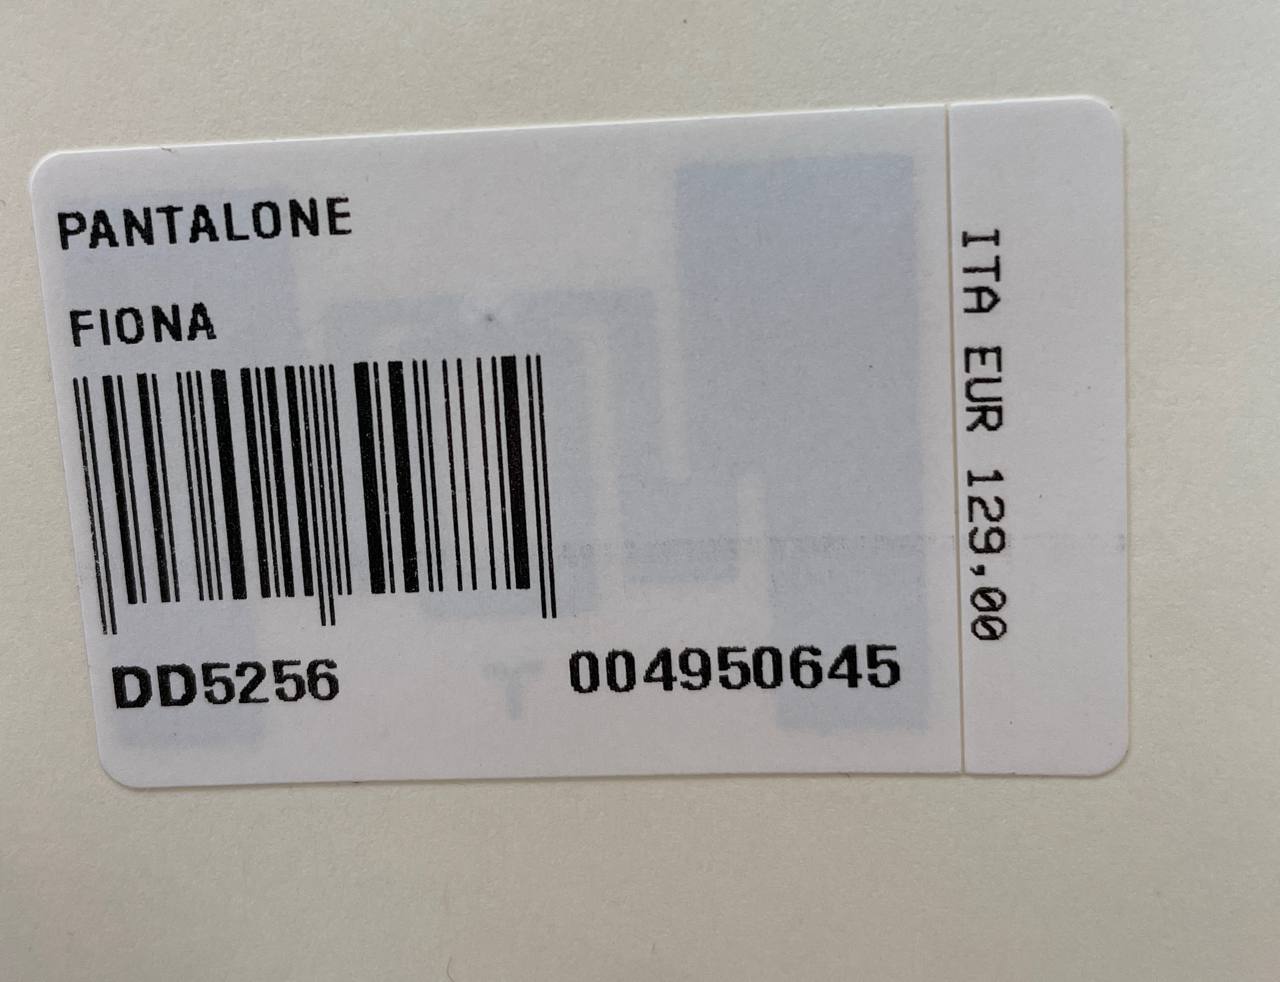 PANTALONE
FIONA
DD5256 004950645
ITA EUR 129,00